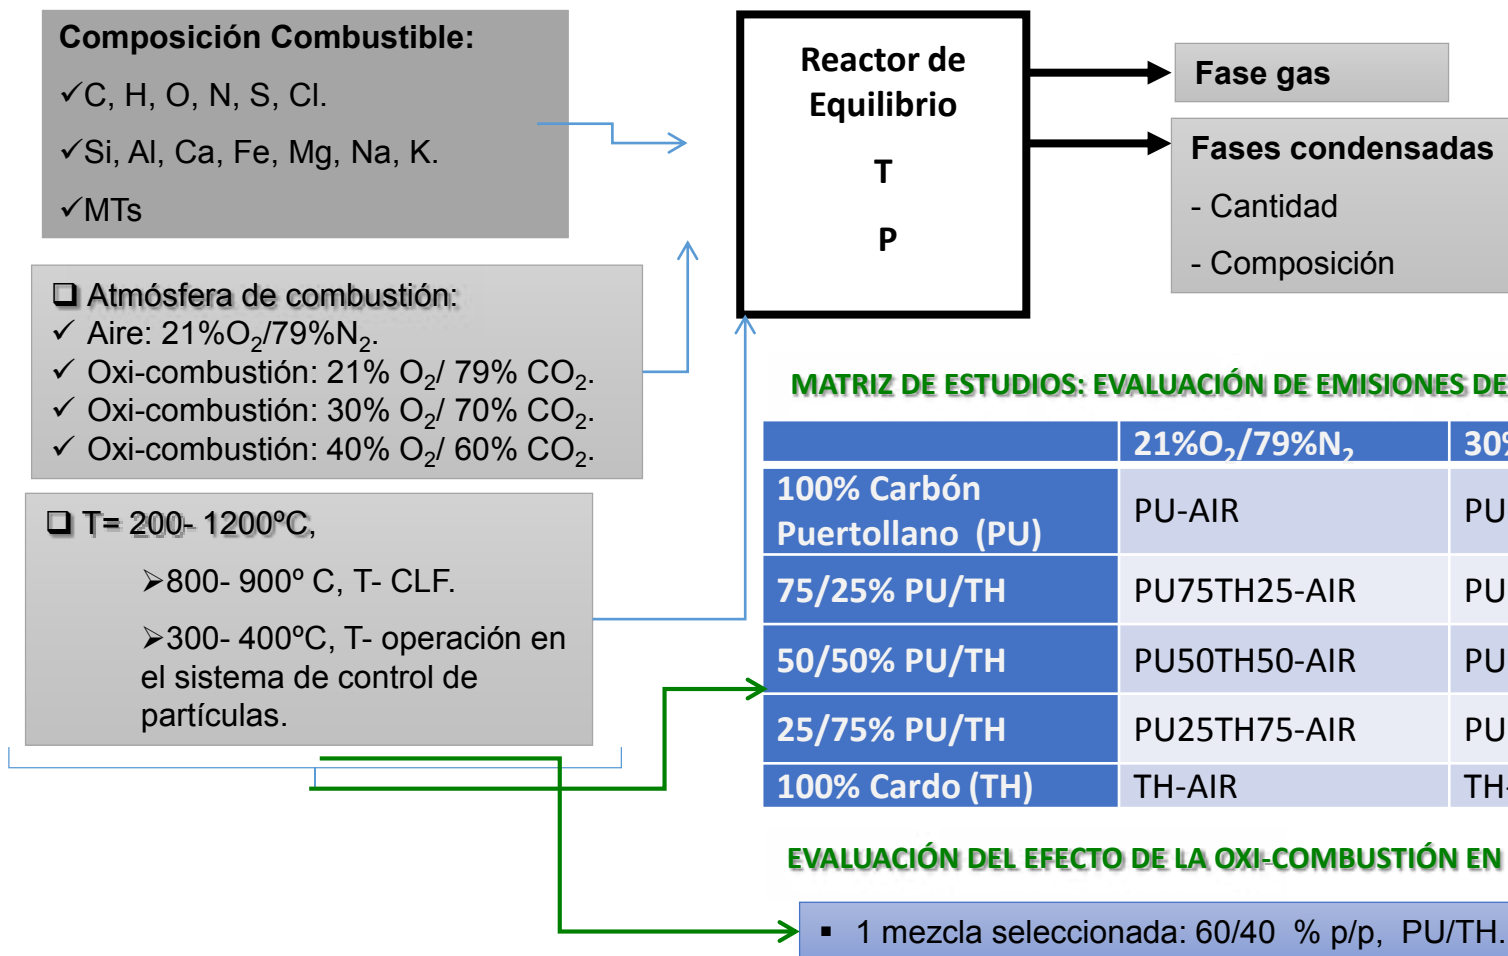 Composición Combustible:
✓C, H, O, N, S, Cl.
✓Si, Al, Ca, Fe, Mg, Na, K.
✓MTs
❑ Atmósfera de combustión:
✓ Aire: 21%O₂/79%N₂.
✓ Oxi-combustión: 21% O₂/ 79% CO₂.
✓ Oxi-combustión: 30% O₂/ 70% CO₂.
✓ Oxi-combustión: 40% O₂/ 60% CO₂.
❑ T= 200- 1200ºC,
➢800- 900º C, T- CLF.
➢300- 400ºC, T- operación en
el sistema de control de
partículas.
Reactor de
Equilibrio
T
P
Fase gas
Fases condensadas
- Cantidad
- Composición
MATRIZ DE ESTUDIOS: EVALUACIÓN DE EMISIONES DE
21%O₂/79%N₂ 30%
100% Carbón
Puertollano (PU) PU-AIR PU
75/25% PU/TH PU75TH25-AIR PU
50/50% PU/TH PU50TH50-AIR PU
25/75% PU/TH PU25TH75-AIR PU
100% Cardo (TH) TH-AIR TH-
EVALUACIÓN DEL EFECTO DE LA OXI-COMBUSTIÓN EN
▪ 1 mezcla seleccionada: 60/40 % p/p, PU/TH.